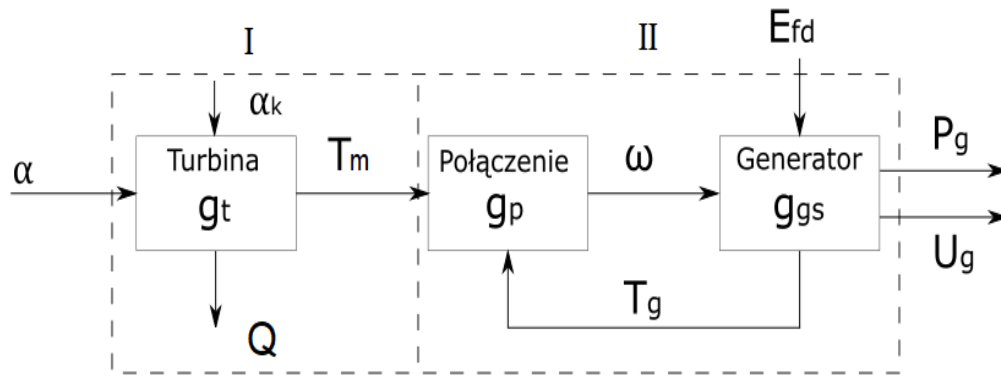 I
II
Efd
αk
α
Turbina
gt
Tm
Połączenie
gp
ω
Generator
ggs
Pg
Ug
Tg
Q